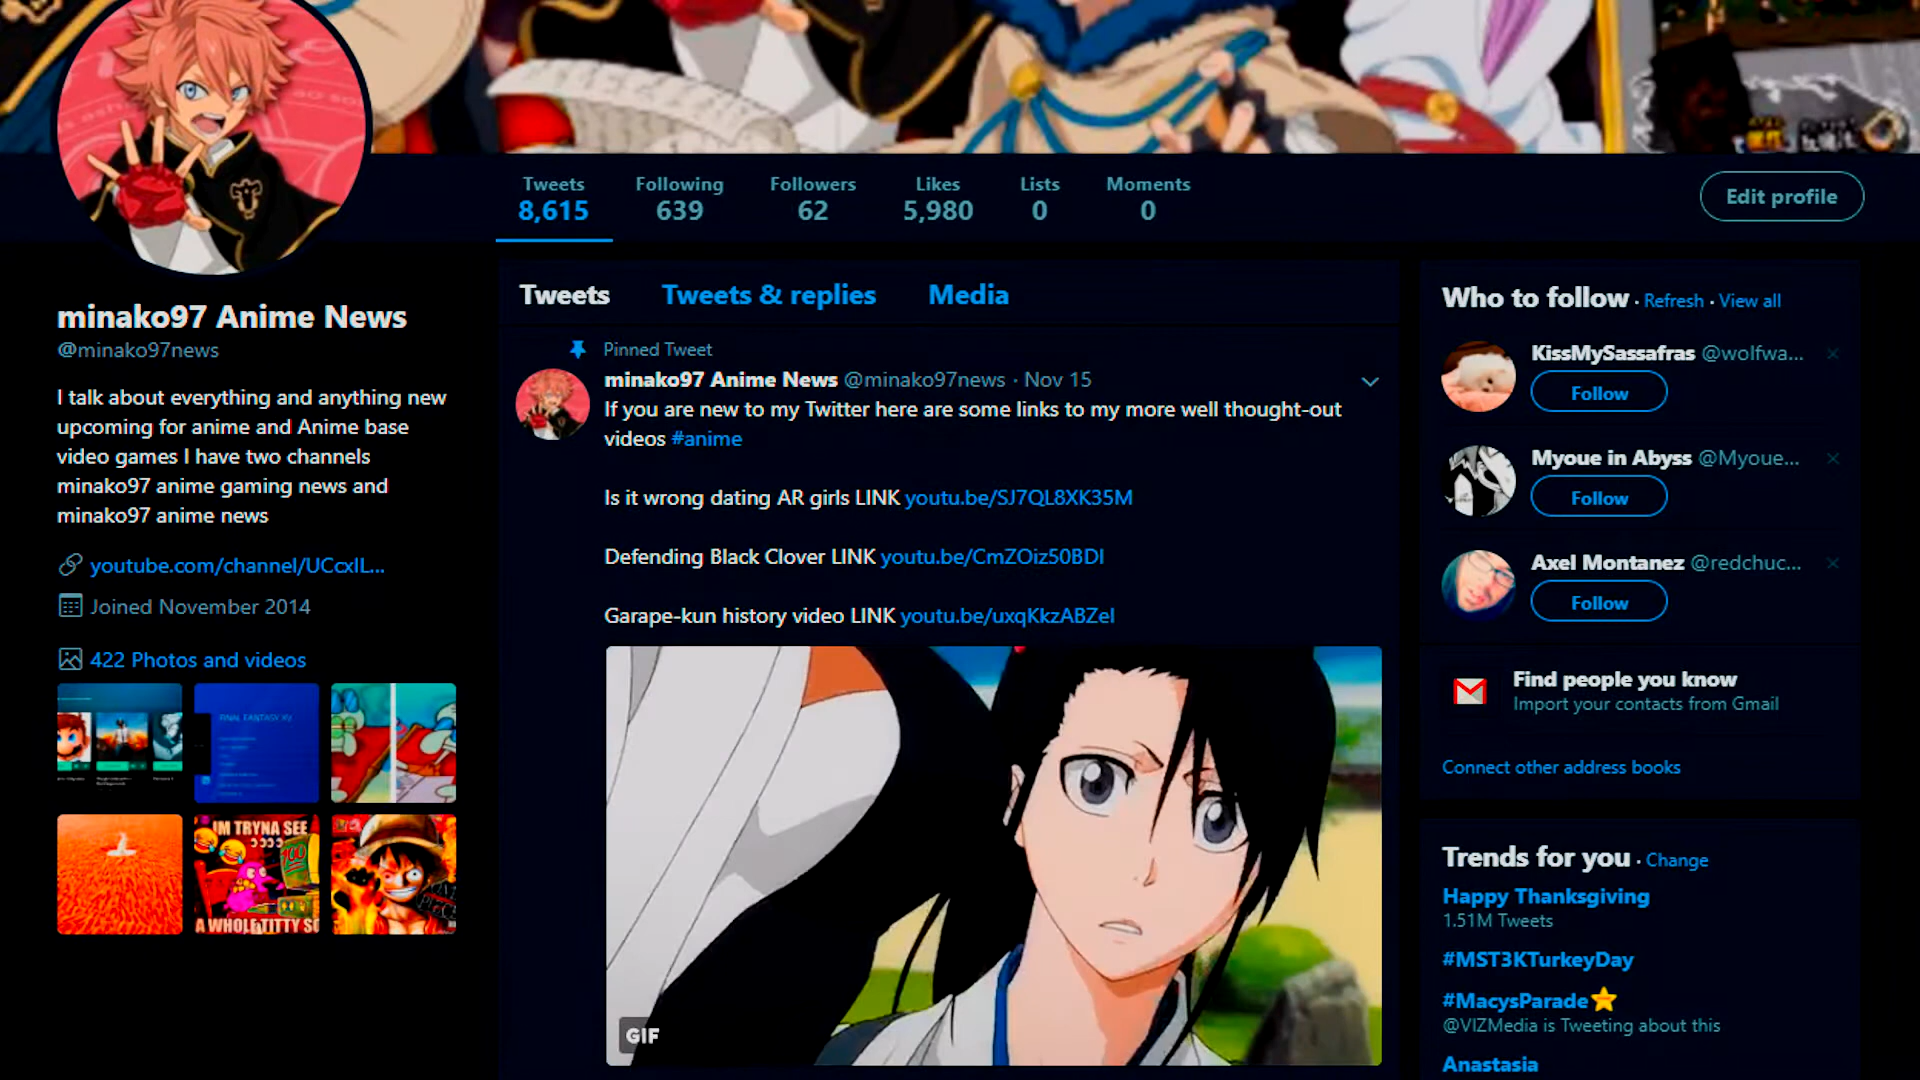 Tweets
8,615
Following
639
Followers
62
Likes
5,980
Lists
0
Moments
0
Edit profile
minako97 Anime News
@minako97news
I talk about everything and anything new
upcoming for anime and Anime base
video games I have two channels
minako97 anime gaming news and
minako97 anime news
youtube.com/channel/UCcxIL...
Joined November 2014
422 Photos and videos
FINAL FANTASY XV
IM TRYNA SEE
100
A WHOLE TITTY SO
Tweets
Tweets & replies
Media
Pinned Tweet
minako97 Anime News @minako97news · Nov 15
If you are new to my Twitter here are some links to my more well thought-out
videos #anime
Is it wrong dating AR girls LINK youtu.be/SJ7QL8XK35M
Defending Black Clover LINK youtu.be/CmZOiz50BDI
Garape-kun history video LINK youtu.be/uxqKkzABZeI
GIF
Who to follow · Refresh · View all
KissMySassafras @wolfwa...
Follow
Myoue in Abyss @Myoue...
Follow
Axel Montanez @redchuc...
Follow
Find people you know
Import your contacts from Gmail
Connect other address books
Trends for you · Change
Happy Thanksgiving
1.51M Tweets
#MST3KTurkeyDay
#MacysParade
@VIZMedia is Tweeting about this
Anastasia